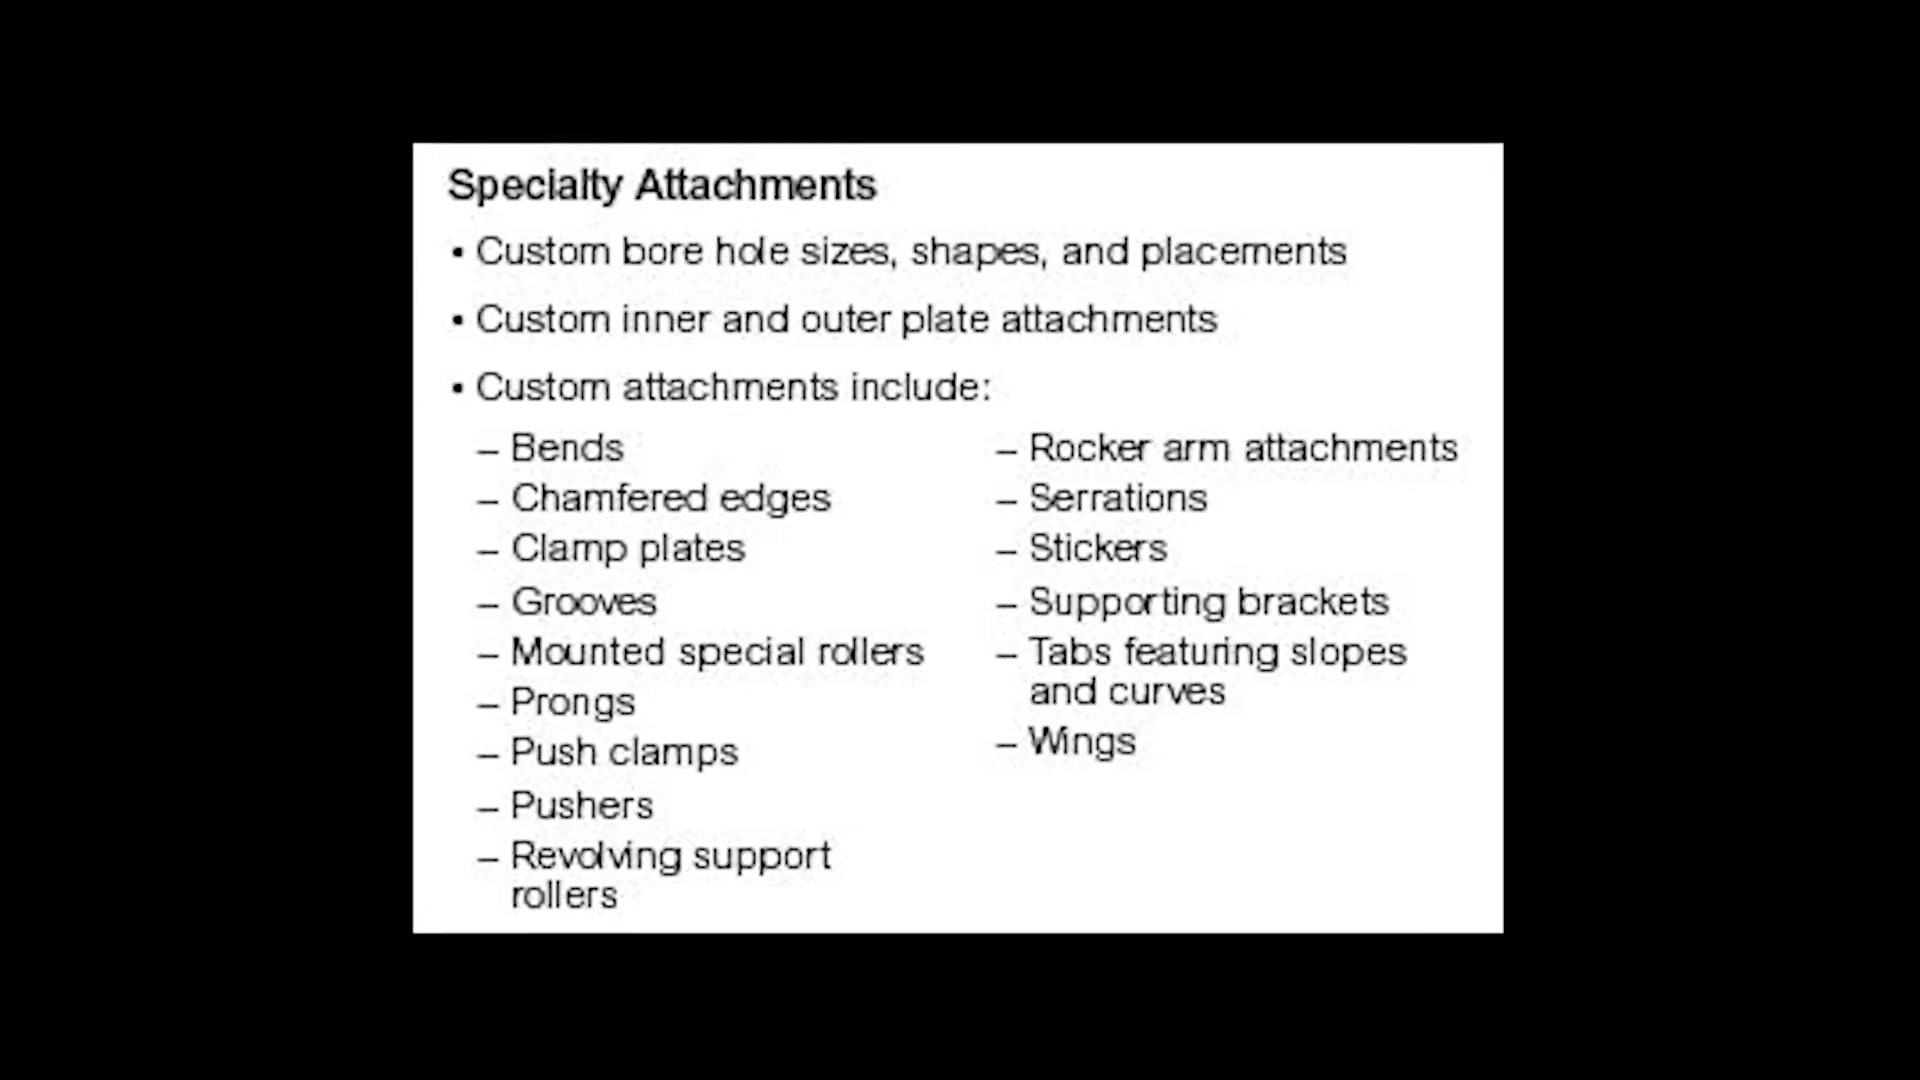 Specialty Attachments
▪ Custom bore hole sizes, shapes, and placements
▪ Custom inner and outer plate attachments
▪ Custom attachments include:
– Bends
– Chamfered edges
– Clamp plates
– Grooves
– Mounted special rollers
– Prongs
– Push clamps
– Pushers
– Revolving support
rollers
– Rocker arm attachments
– Serrations
– Stickers
– Supporting brackets
– Tabs featuring slopes
and curves
– Wings